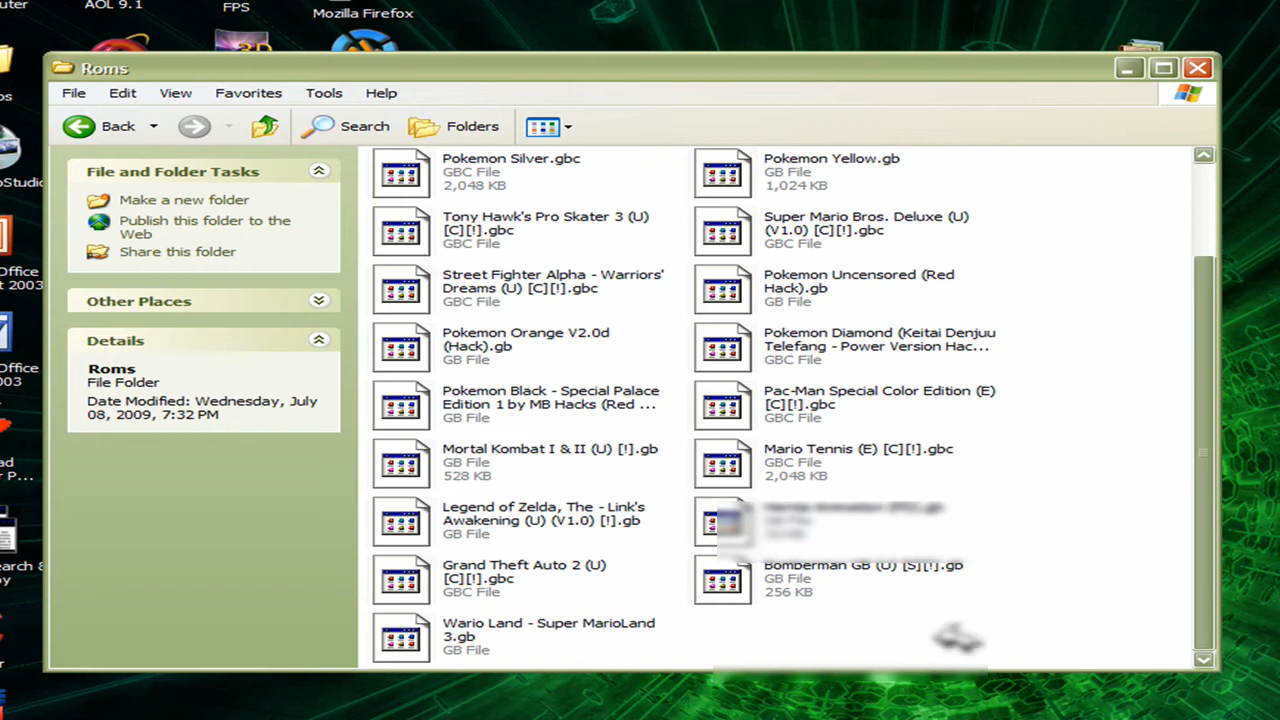 AOL 9.1
FPS
Mozilla Firefox
Roms
File Edit View Favorites Tools Help
Back Search Folders
File and Folder Tasks
Make a new folder
Publish this folder to the
Web
Share this folder
Other Places
Details
Roms
File Folder
Date Modified: Wednesday, July
08, 2009, 7:32 PM
Pokemon Silver.gbc
GBC File
2,048 KB
Pokemon Yellow.gb
GB File
1,024 KB
Tony Hawk's Pro Skater 3 (U)
[C][!].gbc
GBC File
Super Mario Bros. Deluxe (U)
(V1.0) [C][!].gbc
GBC File
Street Fighter Alpha - Warriors'
Dreams (U) [C][!].gbc
GBC File
Pokemon Uncensored (Red
Hack).gb
GB File
Pokemon Orange V2.0d
(Hack).gb
GB File
Pokemon Diamond (Keitai Denjuu
Telefang - Power Version Hac...
GBC File
Pokemon Black - Special Palace
Edition 1 by MB Hacks (Red ...
GB File
Pac-Man Special Color Edition (E)
[C][!].gbc
GBC File
Mortal Kombat I & II (U) [!].gb
GB File
528 KB
Mario Tennis (E) [C][!].gbc
GBC File
2,048 KB
Legend of Zelda, The - Link's
Awakening (U) (V1.0) [!].gb
GB File
Grand Theft Auto 2 (U)
[C][!].gbc
GBC File
Bomberman GB (U) [S][!].gb
GB File
256 KB
Wario Land - Super MarioLand
3.gb
GB File
Office
2003
Office
003